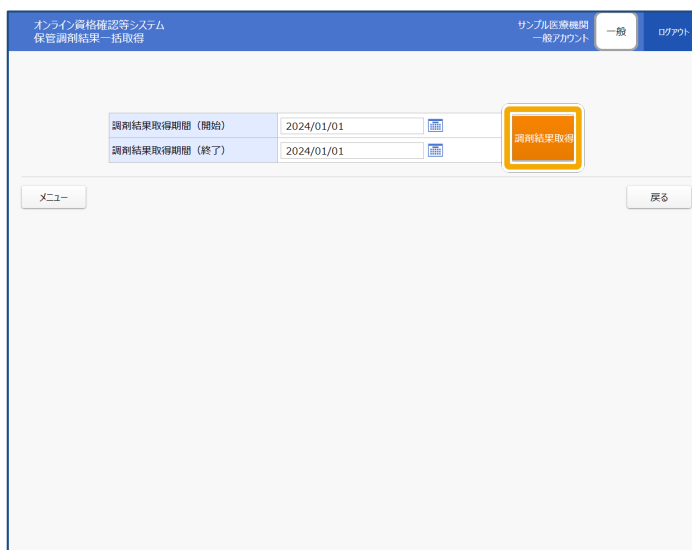 オンライン資格確認等システム
保管調剤結果一括取得
サンプル医療機関
一般アカウント
一般
ログアウト
調剤結果取得期間（開始）
2024/01/01
調剤結果取得期間（終了）
2024/01/01
調剤結果取得
メニュー
戻る